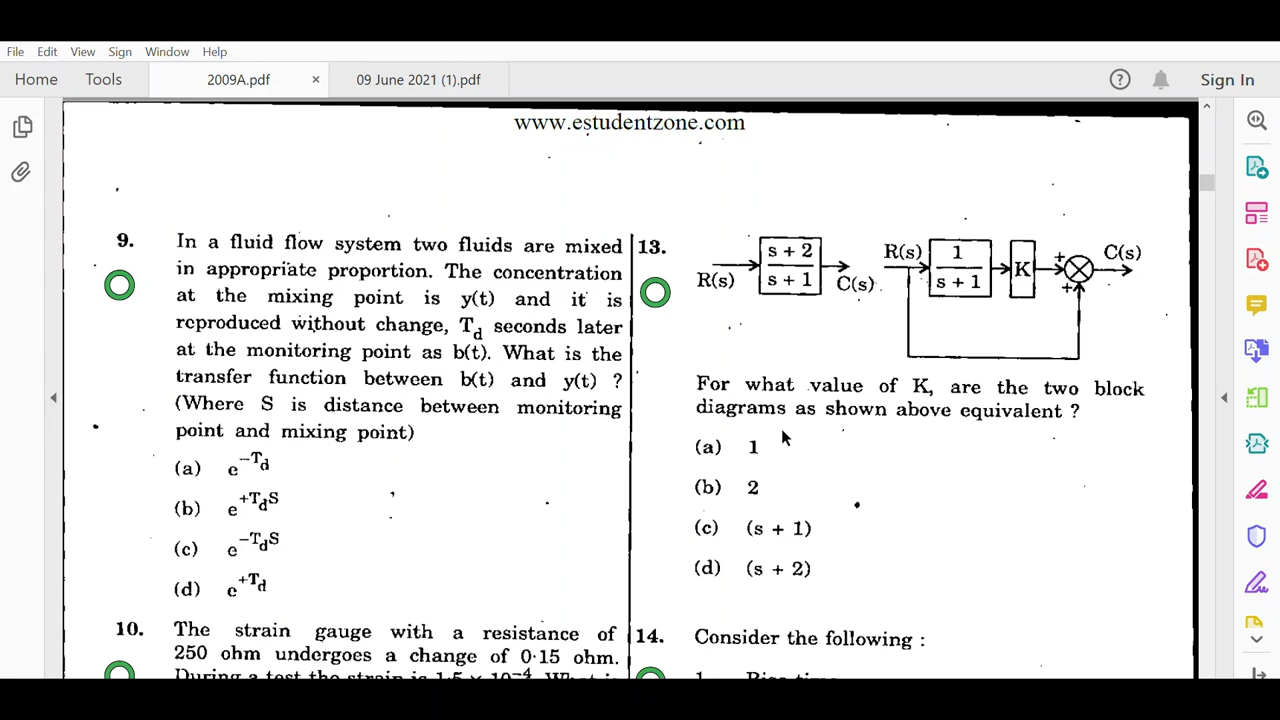 File Edit View Sign Window Help
Home Tools 2009A.pdf × 09 June 2021 (1).pdf ? Sign In
www.estudentzone.com
9. In a fluid flow system two fluids are mixed
in appropriate proportion. The concentration
at the mixing point is y(t) and it is
reproduced without change, T_d seconds later
at the monitoring point as b(t). What is the
transfer function between b(t) and y(t) ?
(Where S is distance between monitoring
point and mixing point)
(a) e^{-T_d}
(b) e^{+T_dS}
(c) e^{-T_dS}
(d) e^{+T_d}
10. The strain gauge with a resistance of
250 ohm undergoes a change of 0·15 ohm.
During a test the strain is 1·5 × 10^{-4}. What is
13.
R(s)
s + 2
s + 1
C(s)
R(s)
1
s + 1
K
+
+
C(s)
For what value of K, are the two block
diagrams as shown above equivalent ?
(a) 1
(b) 2
(c) (s + 1)
(d) (s + 2)
14. Consider the following :
1. Rise time